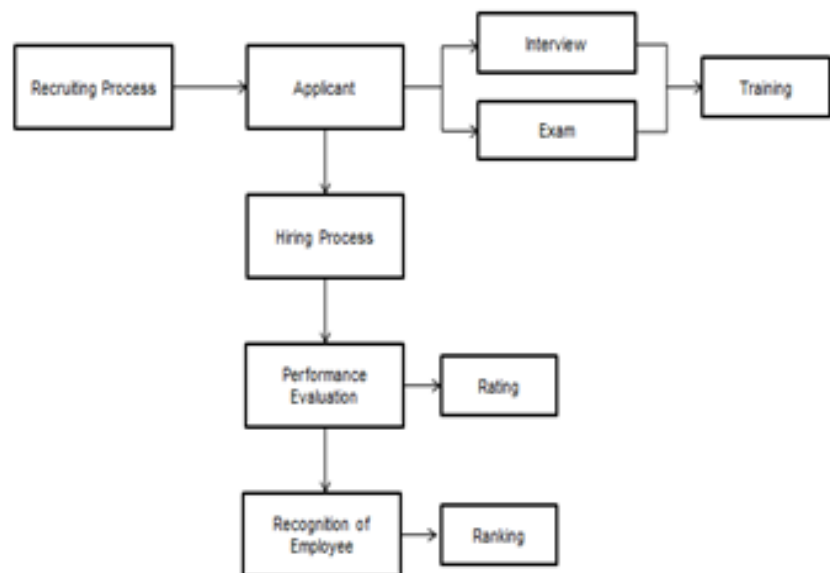 Interview
Recruiting Process
Applicant
Training
Exam
Hiring Process
Performance
Evaluation
Rating
Recognition of
Employee
Ranking